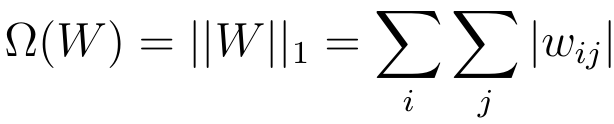 Ω(W) = ||W||₁ = ∑ᵢ ∑ⱼ |wᵢⱼ|